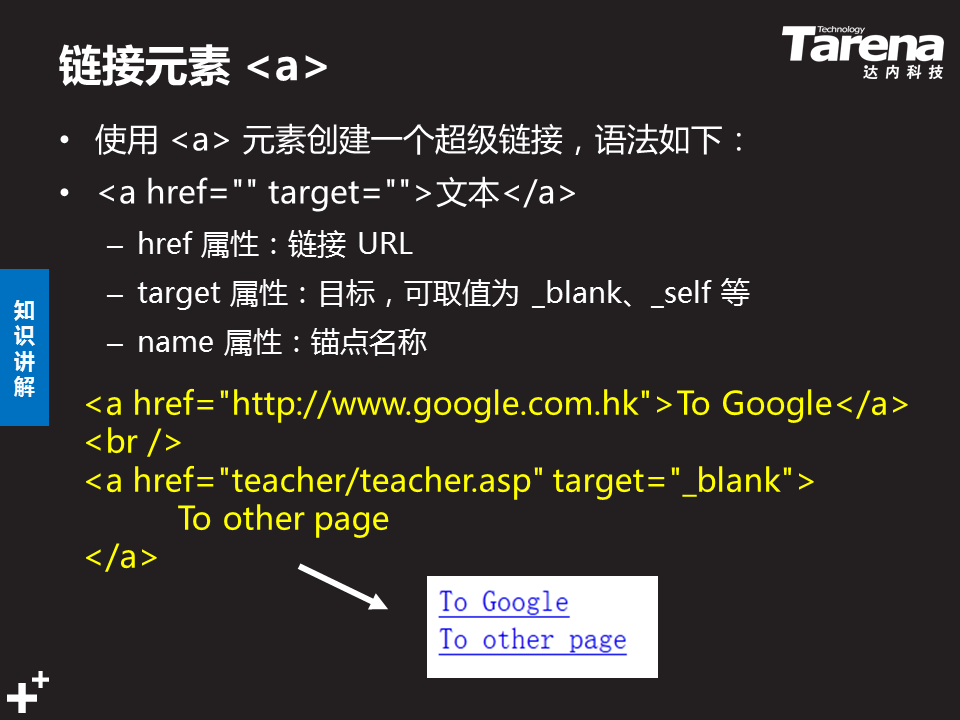 链接元素 <a>
Technology
Tarena
达内科技
• 使用 <a> 元素创建一个超级链接，语法如下：
• <a href="" target="">文本</a>
– href 属性：链接 URL
– target 属性：目标，可取值为 _blank、_self 等
– name 属性：锚点名称
知识讲解
<a href="http://www.google.com.hk">To Google</a>
<br />
<a href="teacher/teacher.asp" target="_blank">
To other page
</a>
To Google
To other page